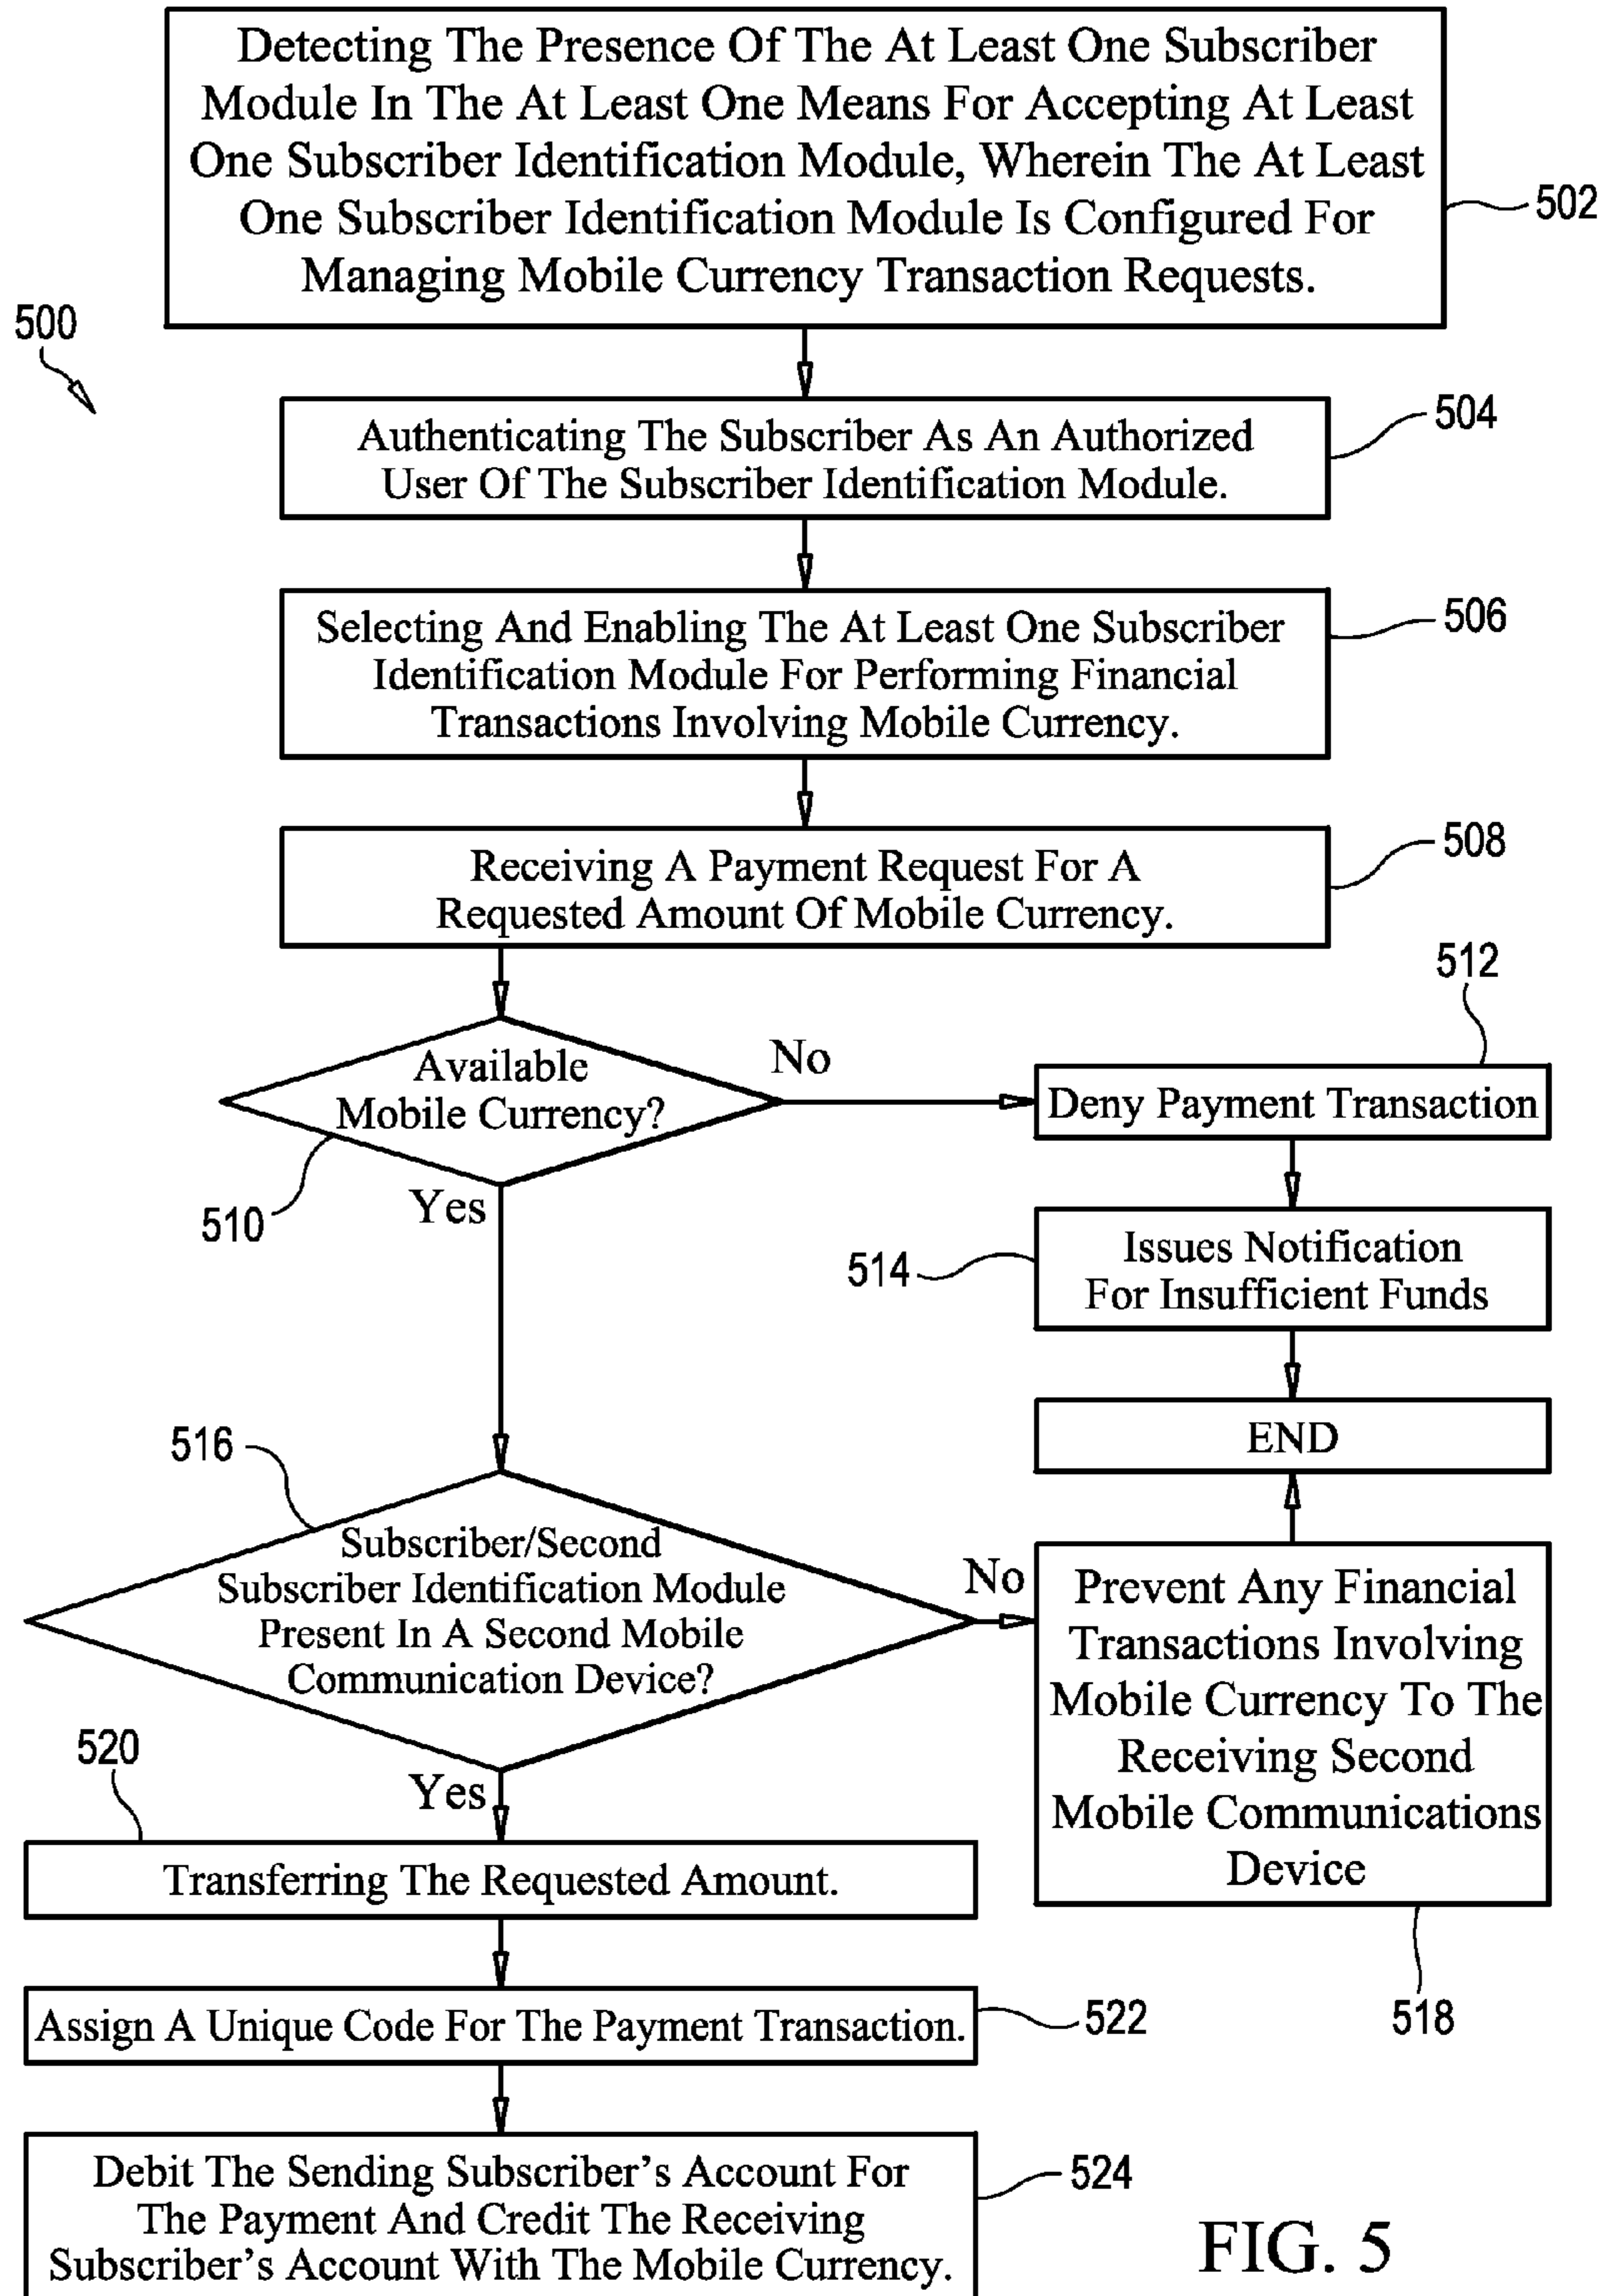 Detecting The Presence Of The At Least One Subscriber
Module In The At Least One Means For Accepting At Least
One Subscriber Identification Module, Wherein The At Least
One Subscriber Identification Module Is Configured For
Managing Mobile Currency Transaction Requests.
502
500
Authenticating The Subscriber As An Authorized
User Of The Subscriber Identification Module.
504
Selecting And Enabling The At Least One Subscriber
Identification Module For Performing Financial
Transactions Involving Mobile Currency.
506
Receiving A Payment Request For A
Requested Amount Of Mobile Currency.
508
Available
Mobile Currency?
510
No
Yes
512
Deny Payment Transaction
514
Issues Notification
For Insufficient Funds
END
516
Subscriber/Second
Subscriber Identification Module
Present In A Second Mobile
Communication Device?
No
Yes
Prevent Any Financial
Transactions Involving
Mobile Currency To The
Receiving Second
Mobile Communications
Device
518
520
Transferring The Requested Amount.
Assign A Unique Code For The Payment Transaction.
522
Debit The Sending Subscriber's Account For
The Payment And Credit The Receiving
Subscriber's Account With The Mobile Currency.
524
FIG. 5